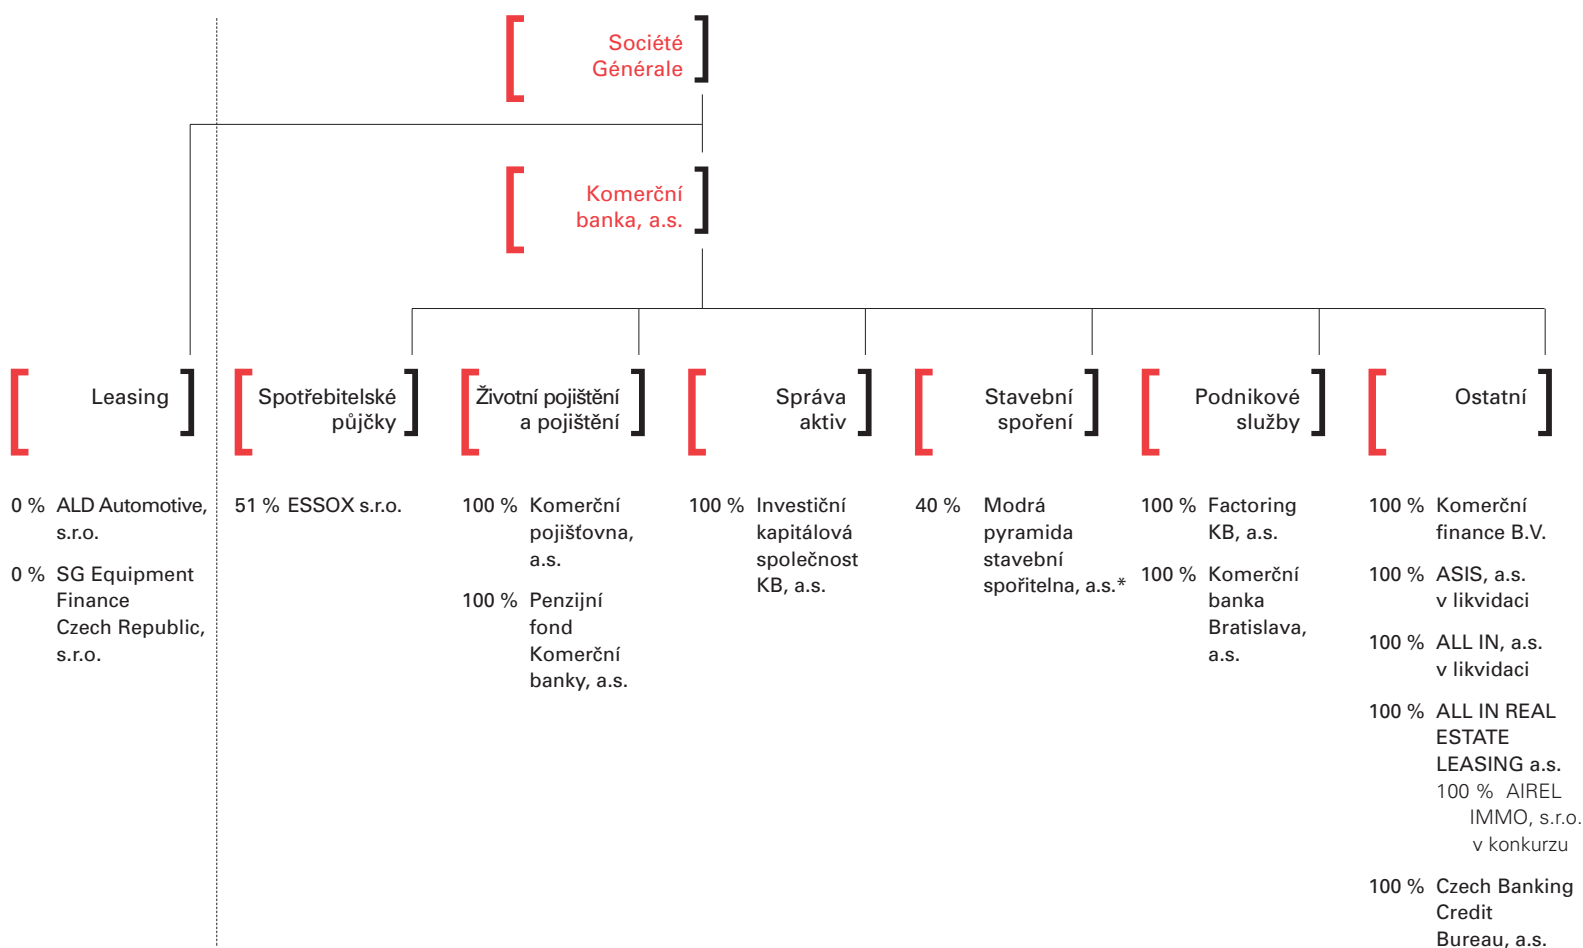 Société
Générale
Komerční
banka, a.s.
Leasing
0 % ALD Automotive,
s.r.o.
0 % SG Equipment
Finance
Czech Republic,
s.r.o.
Spotřebitelské
půjčky
51 % ESSOX s.r.o.
Životní pojištění
a pojištění
100 % Komerční
pojišťovna,
a.s.
100 % Penzijní
fond
Komerční
banky, a.s.
Správa
aktiv
100 % Investiční
kapitálová
společnost
KB, a.s.
Stavební
spoření
40 % Modrá
pyramida
stavební
spořitelna, a.s.*
Podnikové
služby
100 % Factoring
KB, a.s.
100 % Komerční
banka
Bratislava,
a.s.
Ostatní
100 % Komerční
finance B.V.
100 % ASIS, a.s.
v likvidaci
100 % ALL IN, a.s.
v likvidaci
100 % ALL IN REAL
ESTATE
LEASING a.s.
100 % AIREL
IMMO, s.r.o.
v konkurzu
100 % Czech Banking
Credit
Bureau, a.s.